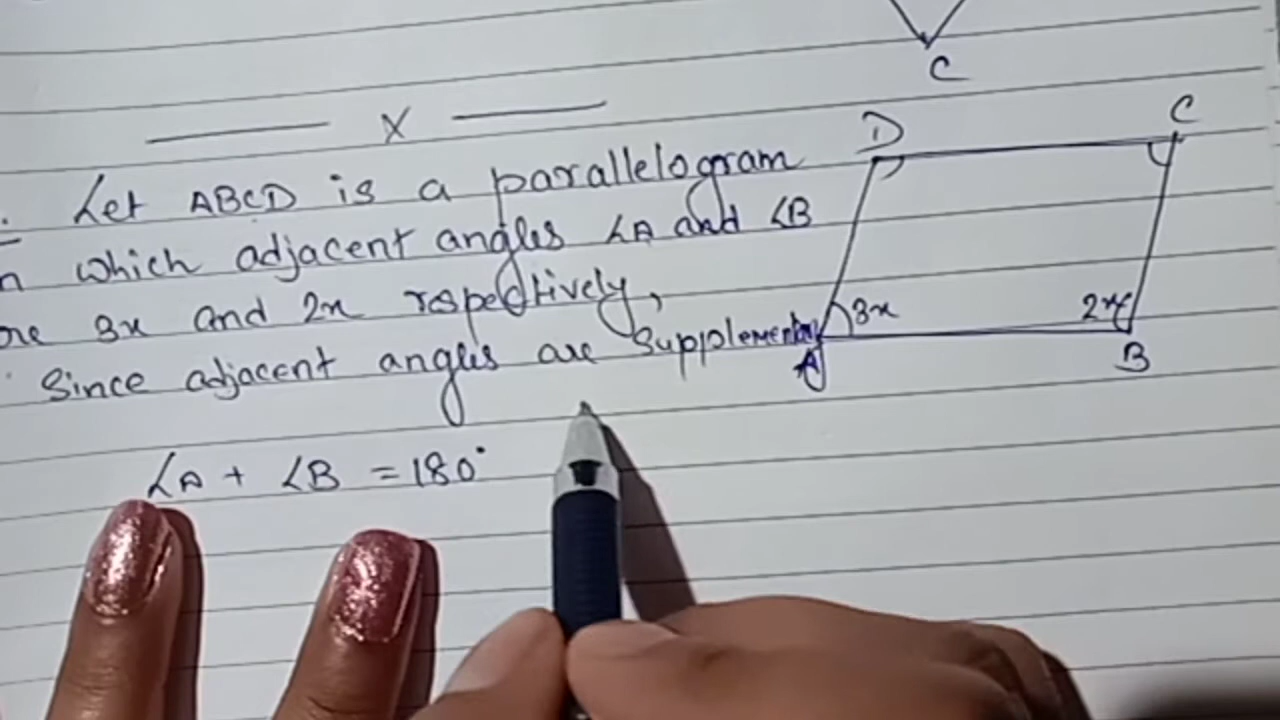 C
X
D
C
Let ABCD is a parallelogram
which adjacent angles ∠A and ∠B
3x and 2x respectively,
3x
2x
Since adjacent angles are Supplementary
A
B
∠A + ∠B = 180°